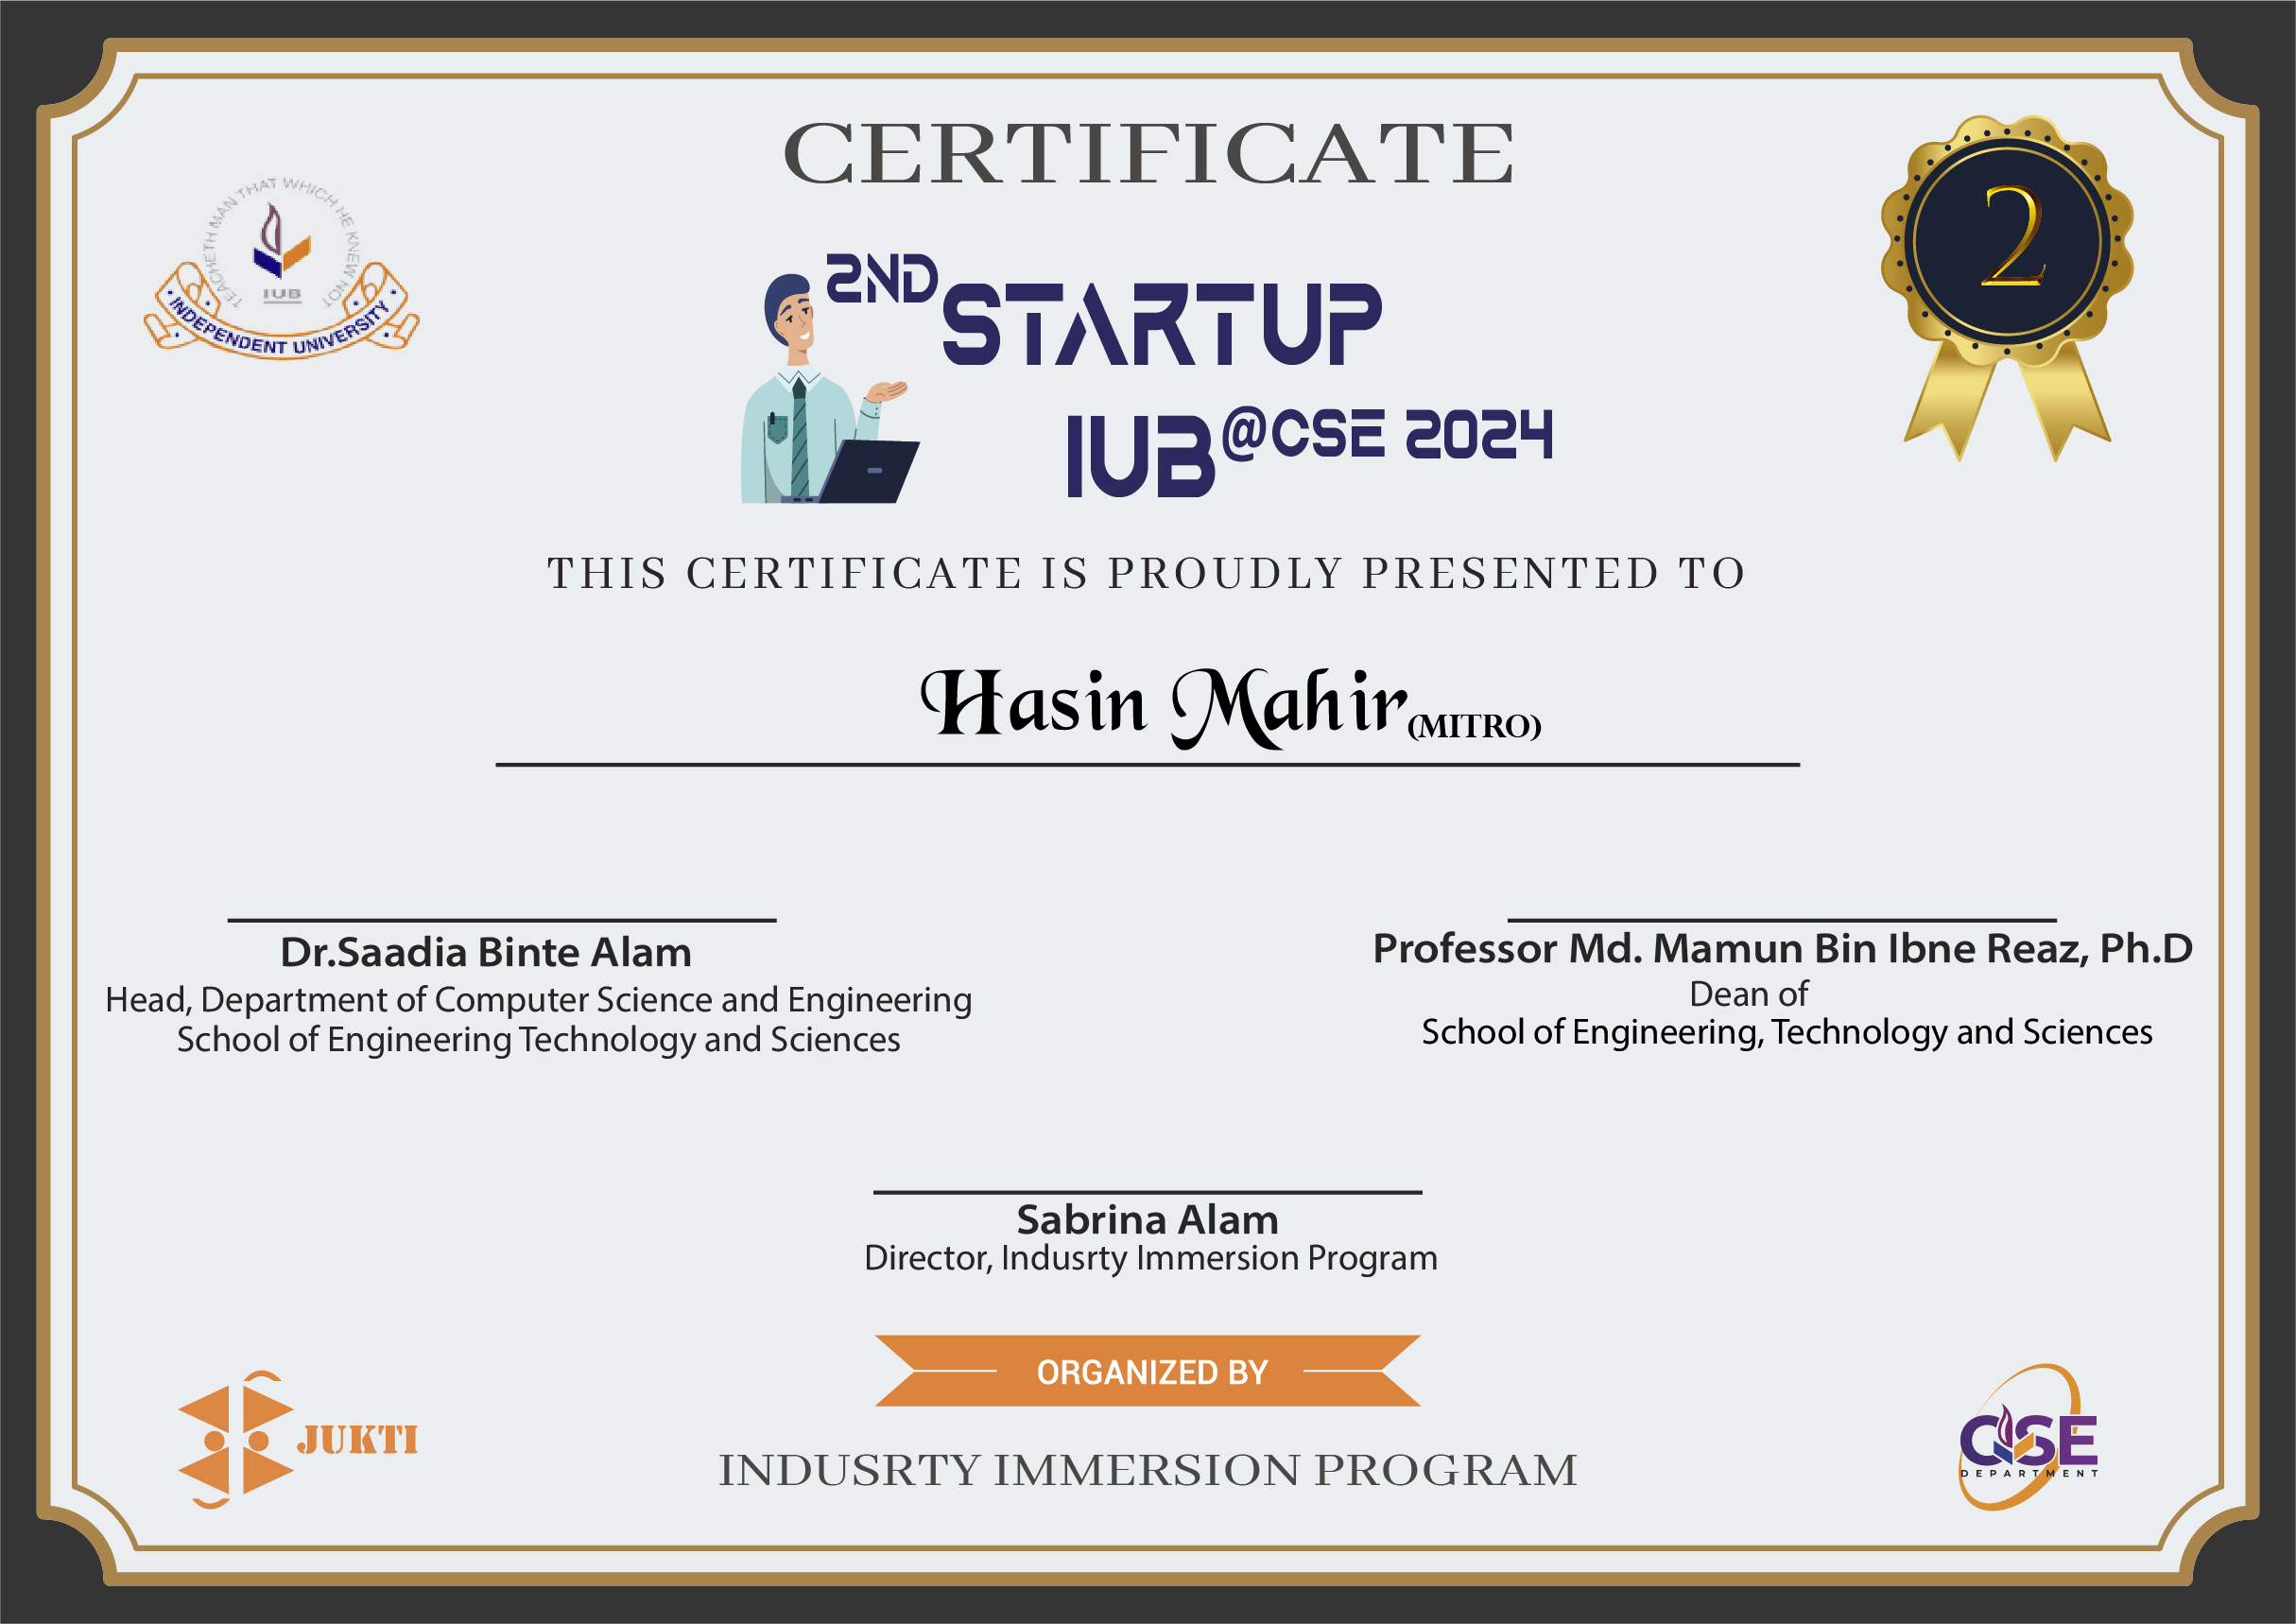 CERTIFICATE
TEACHETH MAN THAT WHICH HE KNEW NOT
IUB
INDEPENDENT UNIVERSITY
2
2ND STARTUP
IUB @CSE 2024
THIS CERTIFICATE IS PROUDLY PRESENTED TO
Hasin Mahir (MITRO)
Dr.Saadia Binte Alam
Head, Department of Computer Science and Engineering
School of Engineering Technology and Sciences
Professor Md. Mamun Bin Ibne Reaz, Ph.D
Dean of
School of Engineering, Technology and Sciences
Sabrina Alam
Director, Indusrty Immersion Program
ORGANIZED BY
INDUSRTY IMMERSION PROGRAM
JUKTI
CSE
DEPARTMENT